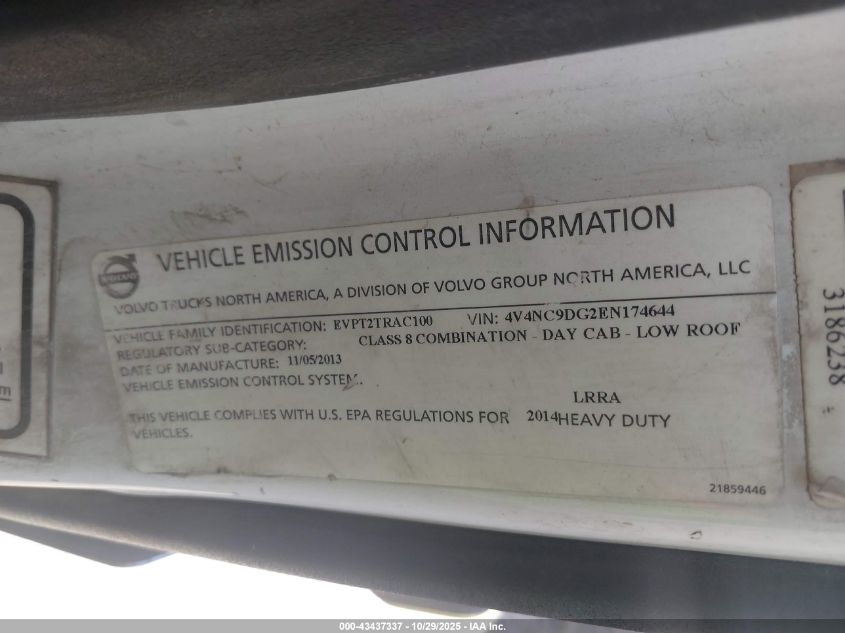 VEHICLE EMISSION CONTROL INFORMATION
VOLVO TRUCKS NORTH AMERICA, A DIVISION OF VOLVO GROUP NORTH AMERICA, LLC
VEHICLE FAMILY IDENTIFICATION: EVPT2TRAC100 VIN: 4V4NC9DG2EN174644
REGULATORY SUB-CATEGORY: CLASS 8 COMBINATION - DAY CAB - LOW ROOF
DATE OF MANUFACTURE: 11/05/2013
VEHICLE EMISSION CONTROL SYSTEM.
LRRA
THIS VEHICLE COMPLIES WITH U.S. EPA REGULATIONS FOR 2014HEAVY DUTY
VEHICLES.
21859446
3186238
m
000-43437337 - 10/29/2025 - IAA Inc.